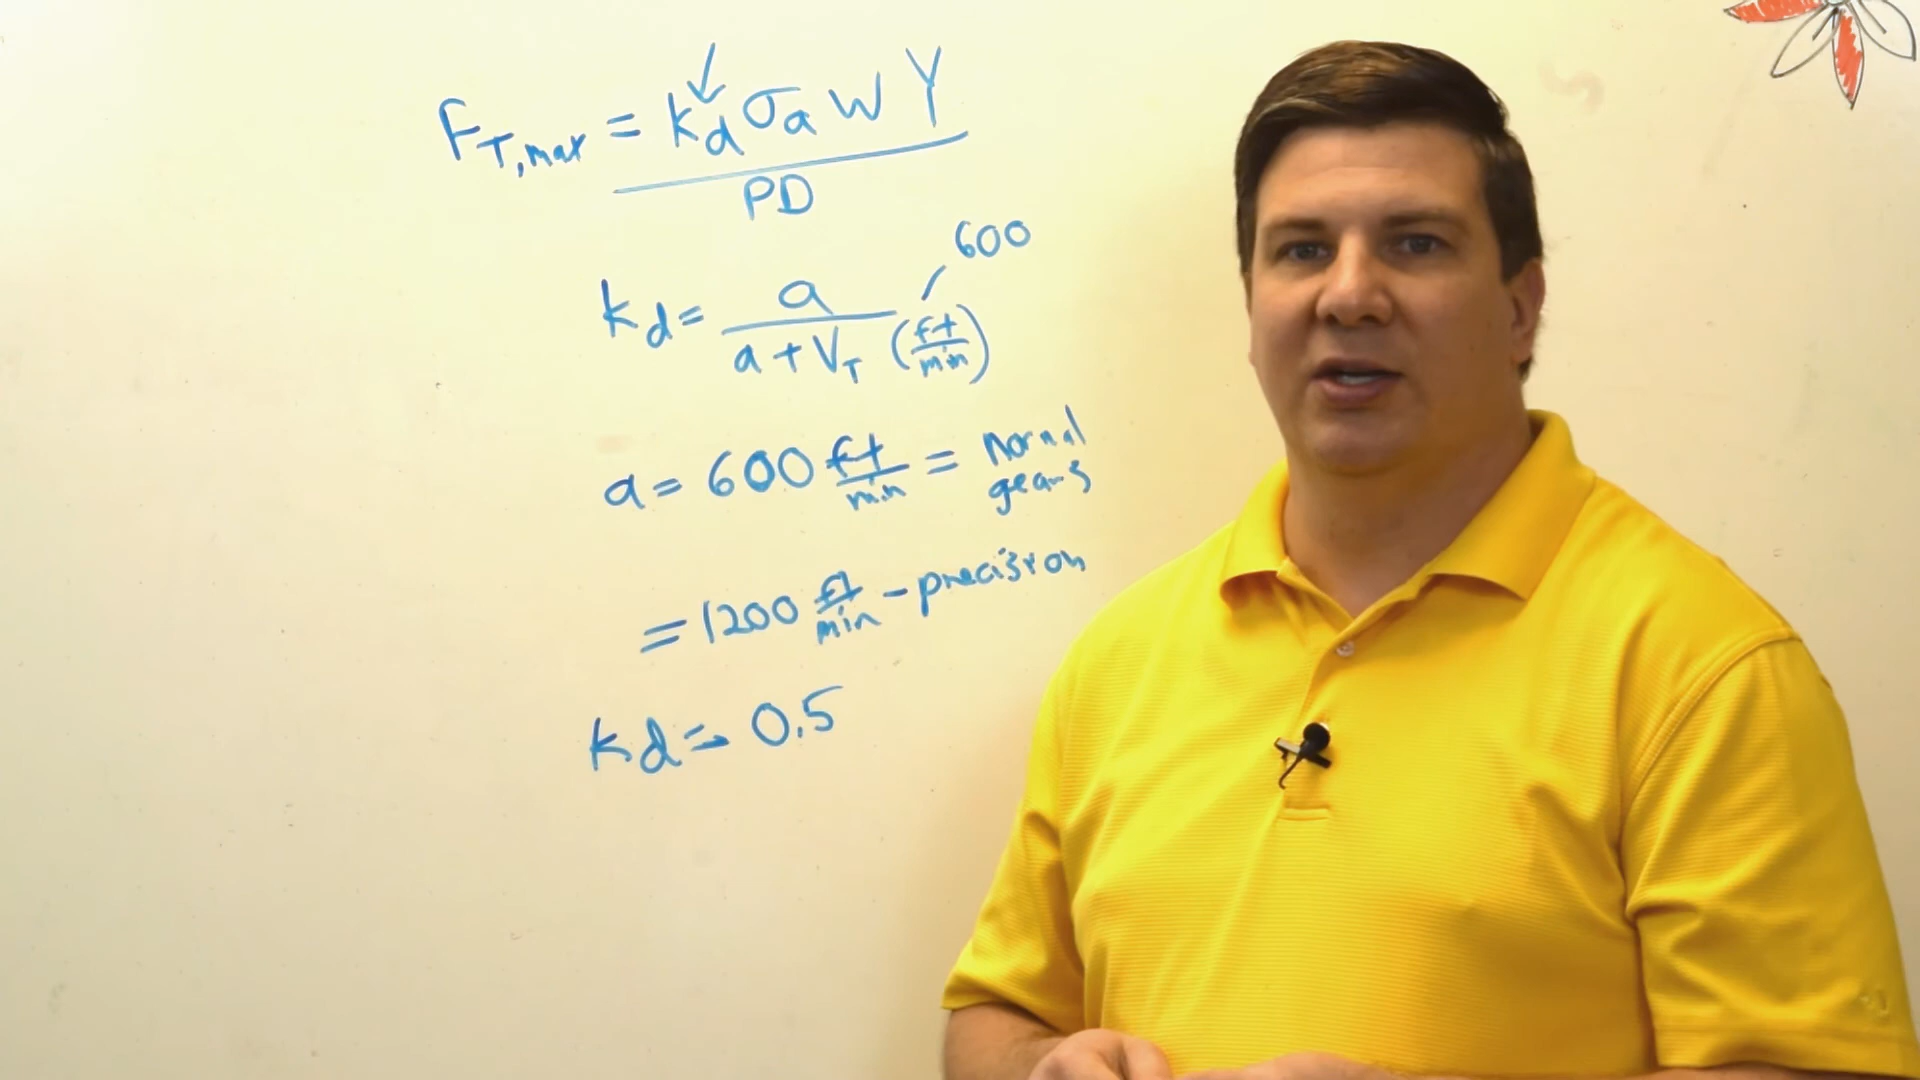 F_T,max = k_d σ_a W Y / PD
600
k_d = a / a + V_T (ft/min)
a = 600 ft/min = normal gears
= 1200 ft/min - precision
k_d = 0.5